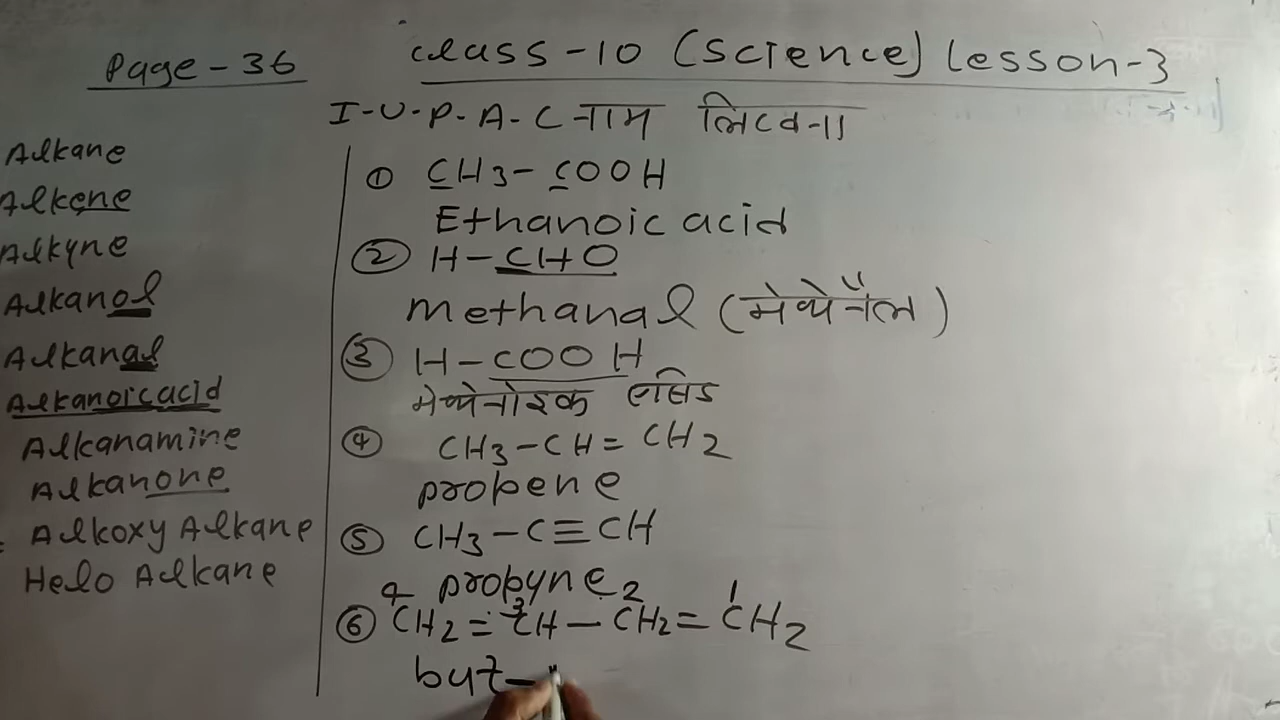 Page-36
Class-10 (Science) Lesson-3
I-U-P-A-C नाम लिखना
Alkane
Alkene
Alkyne
Alkanol
Alkanal
Alkanoic acid
Alkanamine
Alkanone
Alkoxy Alkane
Helo Alkane
① CH3-COOH
Ethanoic acid
② H-CHO
Methanal (मेथेनैल)
③ H-COOH
मेथेनोइक एसिड
④ CH3-CH=CH2
propene
⑤ CH3-C≡CH
propyne
4 3 2 1
⑥ CH2=CH-CH2=CH2
but-